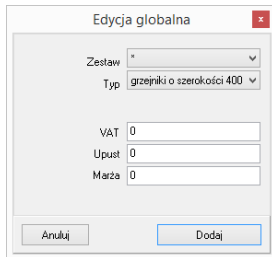 Edycja globalna
x
Zestaw *
Typ grzejniki o szerokości 400
VAT 0
Upust 0
Marża 0
Anuluj Dodaj